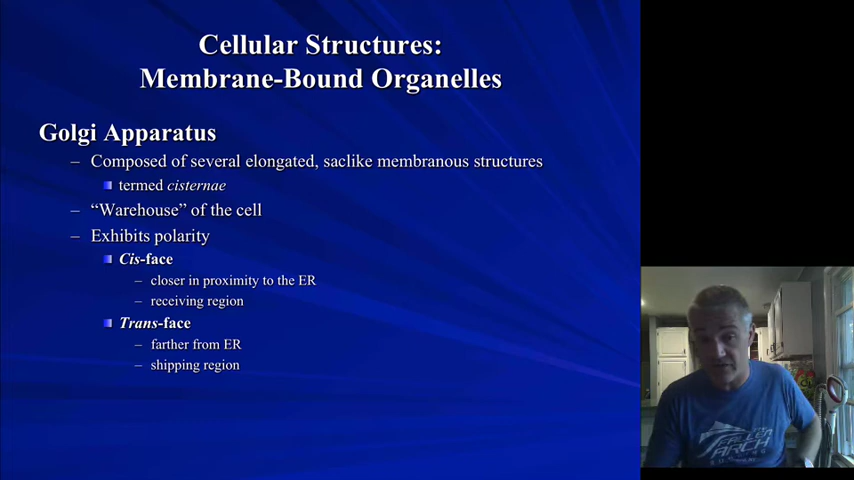 Cellular Structures:
Membrane-Bound Organelles
Golgi Apparatus
– Composed of several elongated, saclike membranous structures
termed cisternae
– “Warehouse” of the cell
– Exhibits polarity
Cis-face
– closer in proximity to the ER
– receiving region
Trans-face
– farther from ER
– shipping region
ARCH